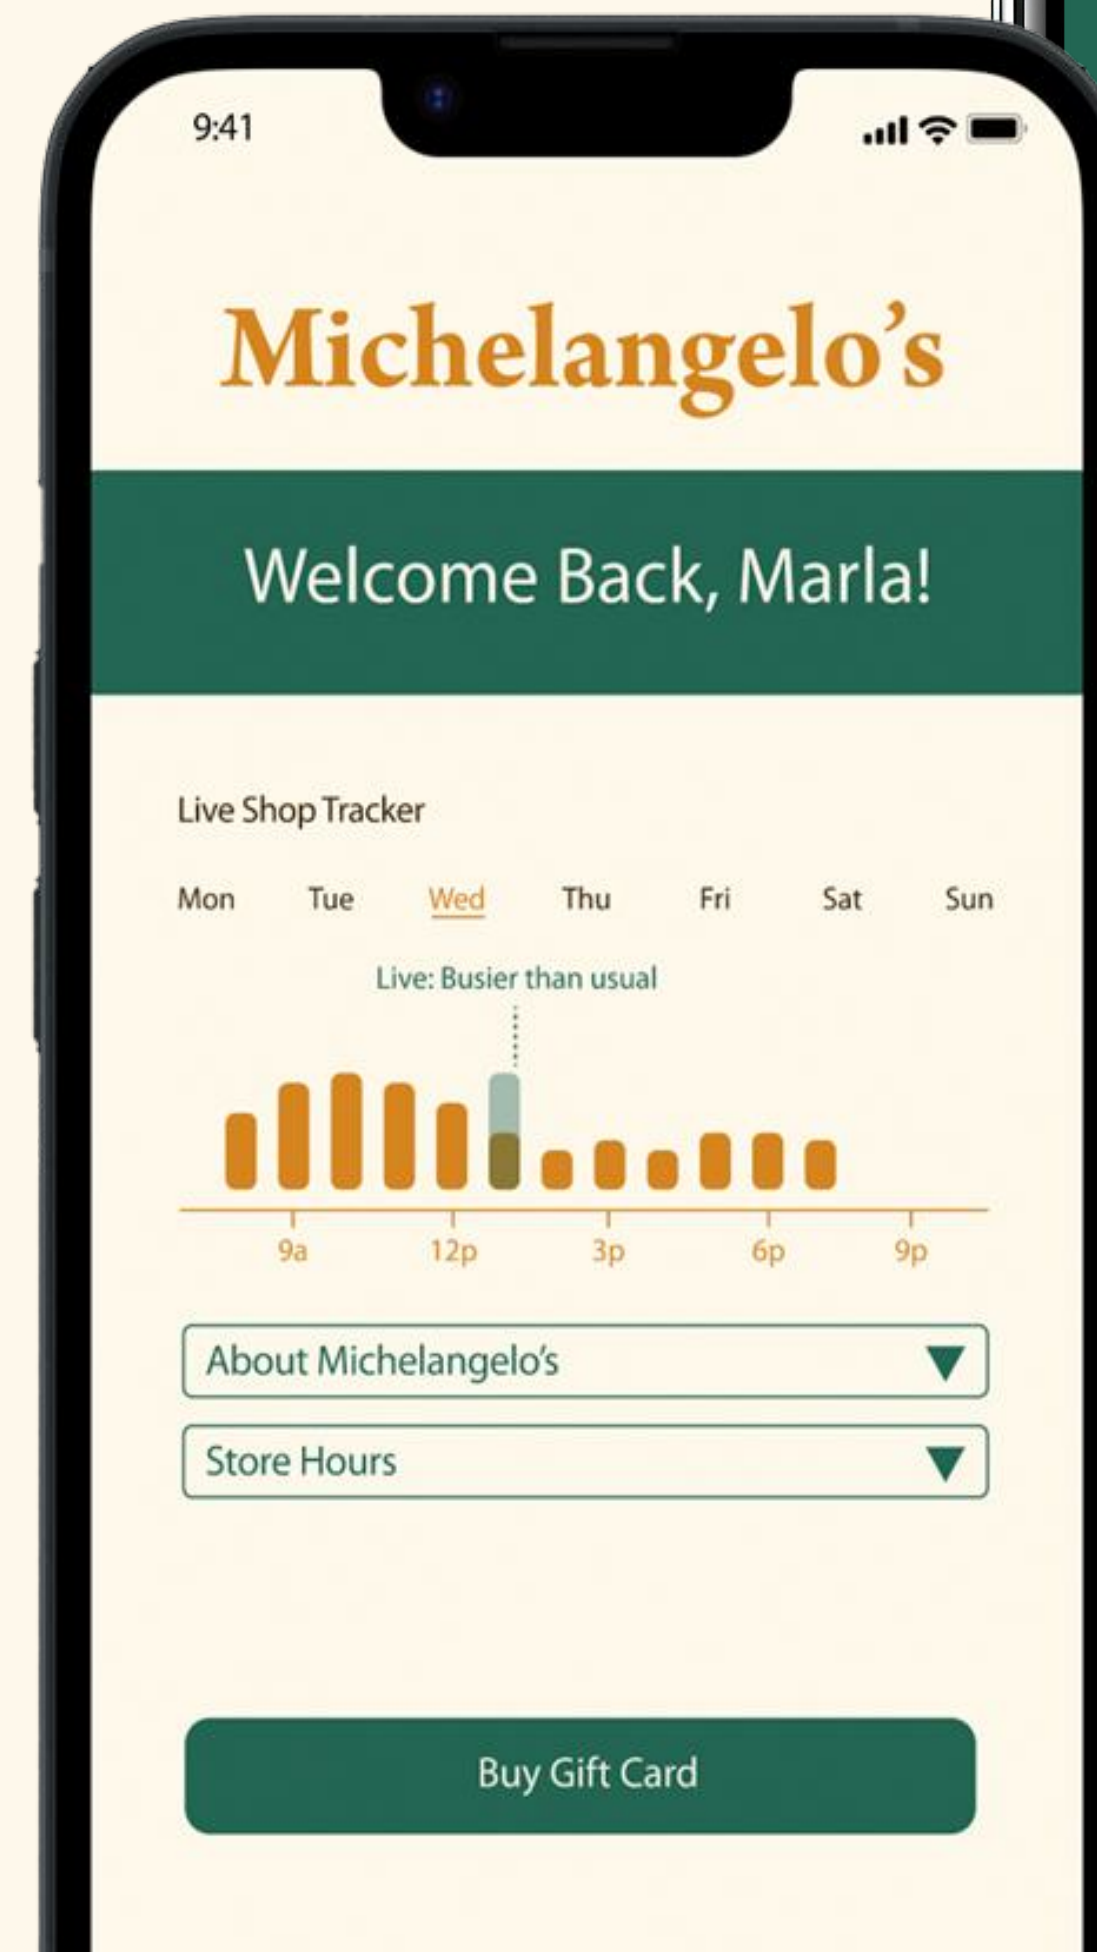 9:41
Michelangelo’s
Welcome Back, Marla!
Live Shop Tracker
Mon Tue Wed Thu Fri Sat Sun
Live: Busier than usual
9a 12p 3p 6p 9p
About Michelangelo’s
Store Hours
Buy Gift Card